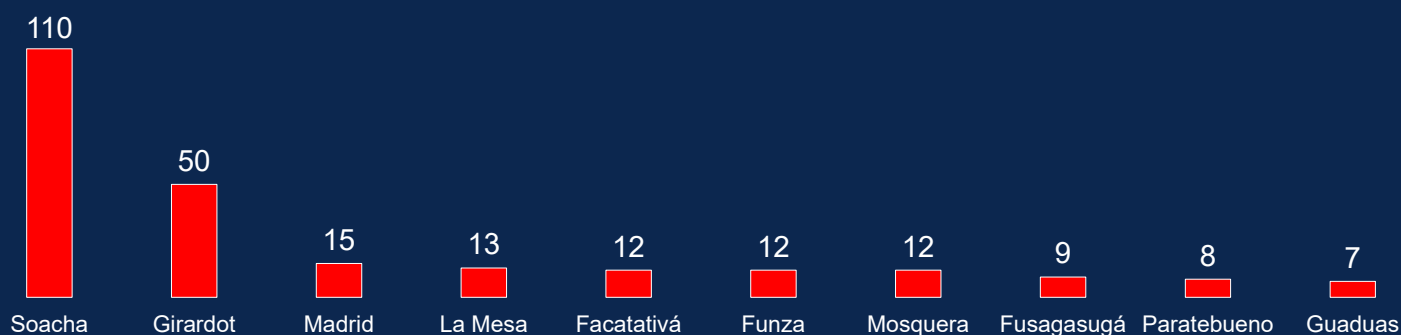 110
50
15
13
12
12
12
9
8
7
Soacha
Girardot
Madrid
La Mesa
Facatativá
Funza
Mosquera
Fusagasugá
Paratebueno
Guaduas